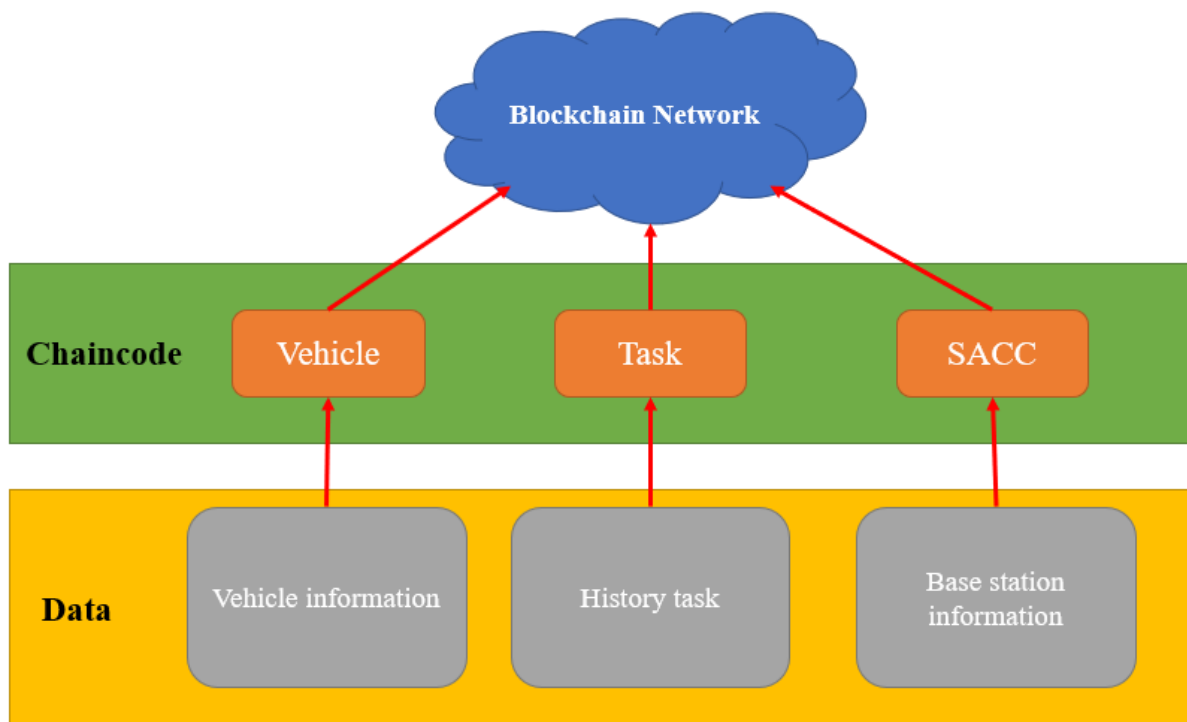 Blockchain Network
Chaincode
Vehicle
Task
SACC
Data
Vehicle information
History task
Base station
information